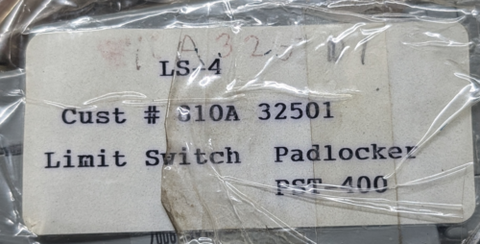 LS-4
Cust # 810A 32501
Limit Switch Padlocker
PST-400